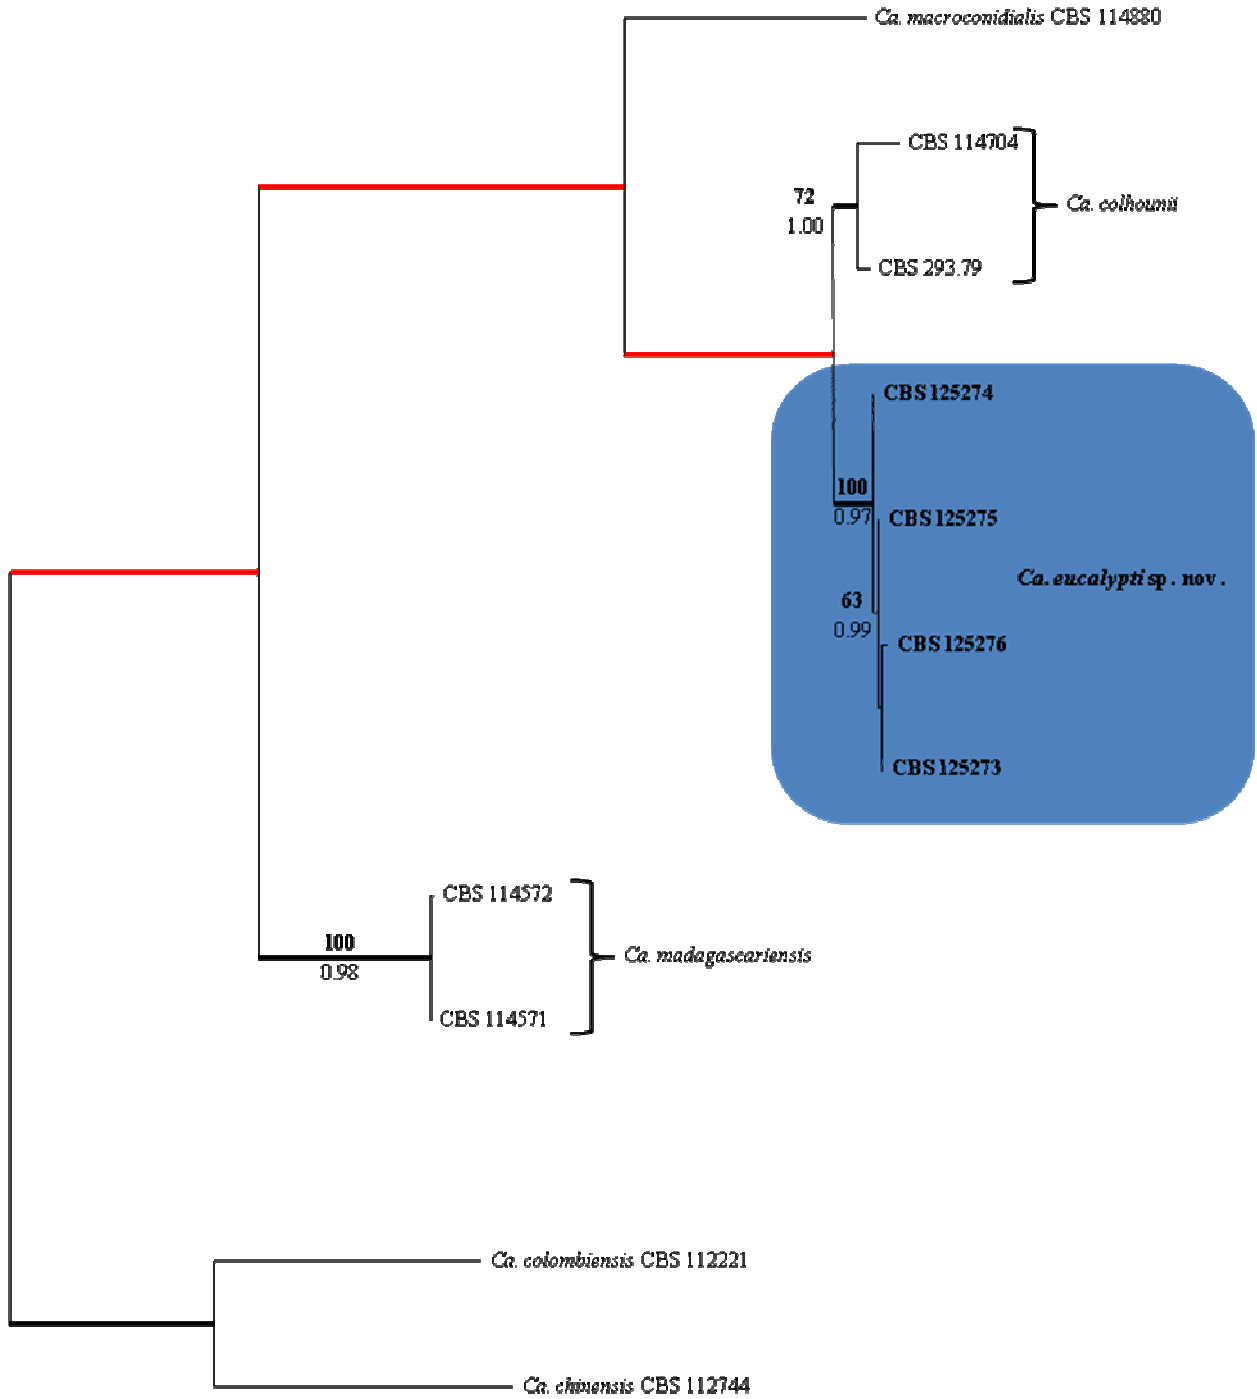 Ca. macroconidialis CBS 114880
CBS 114704
72
1.00
Ca. colhounii
CBS 293.79
CBS 125274
100
0.97
CBS 125275
Ca. eucalypti sp. nov.
63
0.99
CBS 125276
CBS 125273
CBS 114572
100
0.98
Ca. madagascariensis
CBS 114571
Ca. colombiensis CBS 112221
Ca. chinensis CBS 112744